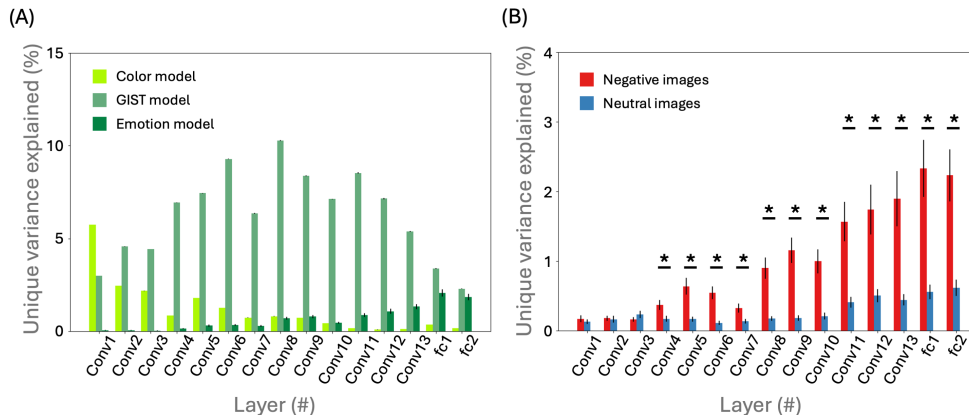 (A)
Unique variance explained (%)
15
10
5
0
Color model
GIST model
Emotion model
Conv1
Conv2
Conv3
Conv4
Conv5
Conv6
Conv7
Conv8
Conv9
Conv10
Conv11
Conv12
Conv13
fc1
fc2
Layer (#)
(B)
Unique variance explained (%)
4
3
2
1
0
Negative images
Neutral images
* * * * * * * * * * * *
Conv1
Conv2
Conv3
Conv4
Conv5
Conv6
Conv7
Conv8
Conv9
Conv10
Conv11
Conv12
Conv13
fc1
fc2
Layer (#)